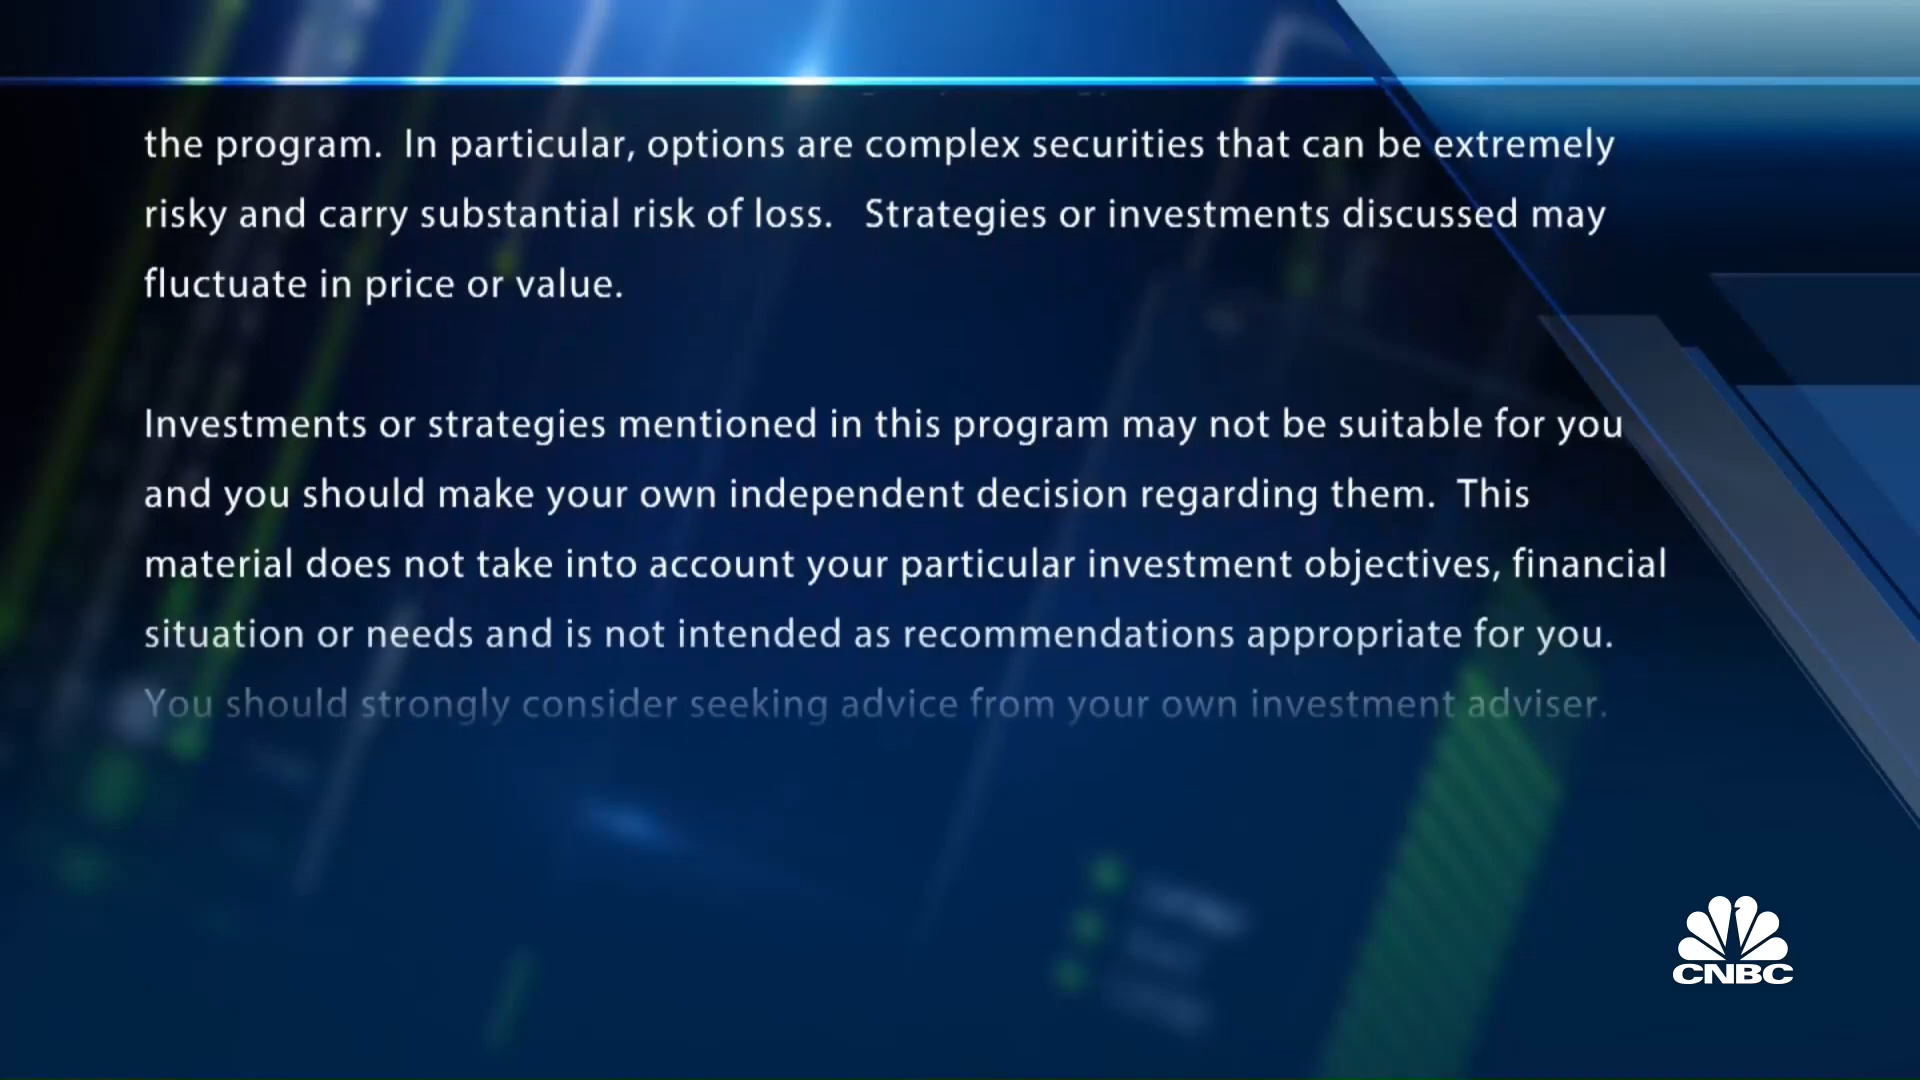 the program.  In particular, options are complex securities that can be extremely
risky and carry substantial risk of loss.   Strategies or investments discussed may
fluctuate in price or value.
Investments or strategies mentioned in this program may not be suitable for you
and you should make your own independent decision regarding them.  This
material does not take into account your particular investment objectives, financial
situation or needs and is not intended as recommendations appropriate for you.
You should strongly consider seeking advice from your own investment adviser.
CNBC